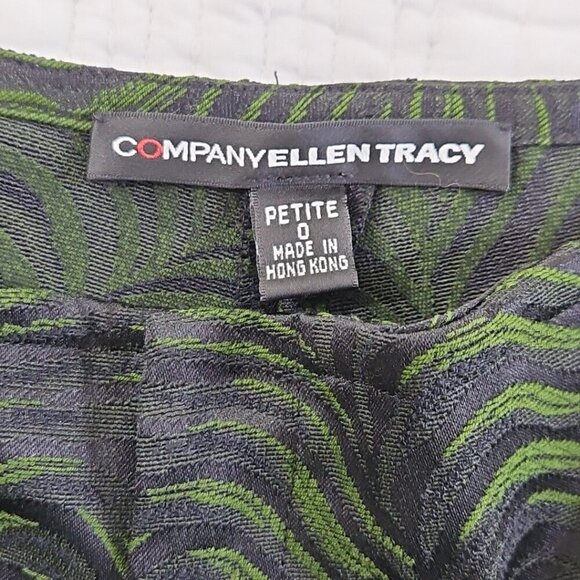 COMPANYELLEN TRACY
PETITE
0
MADE IN
HONG KONG